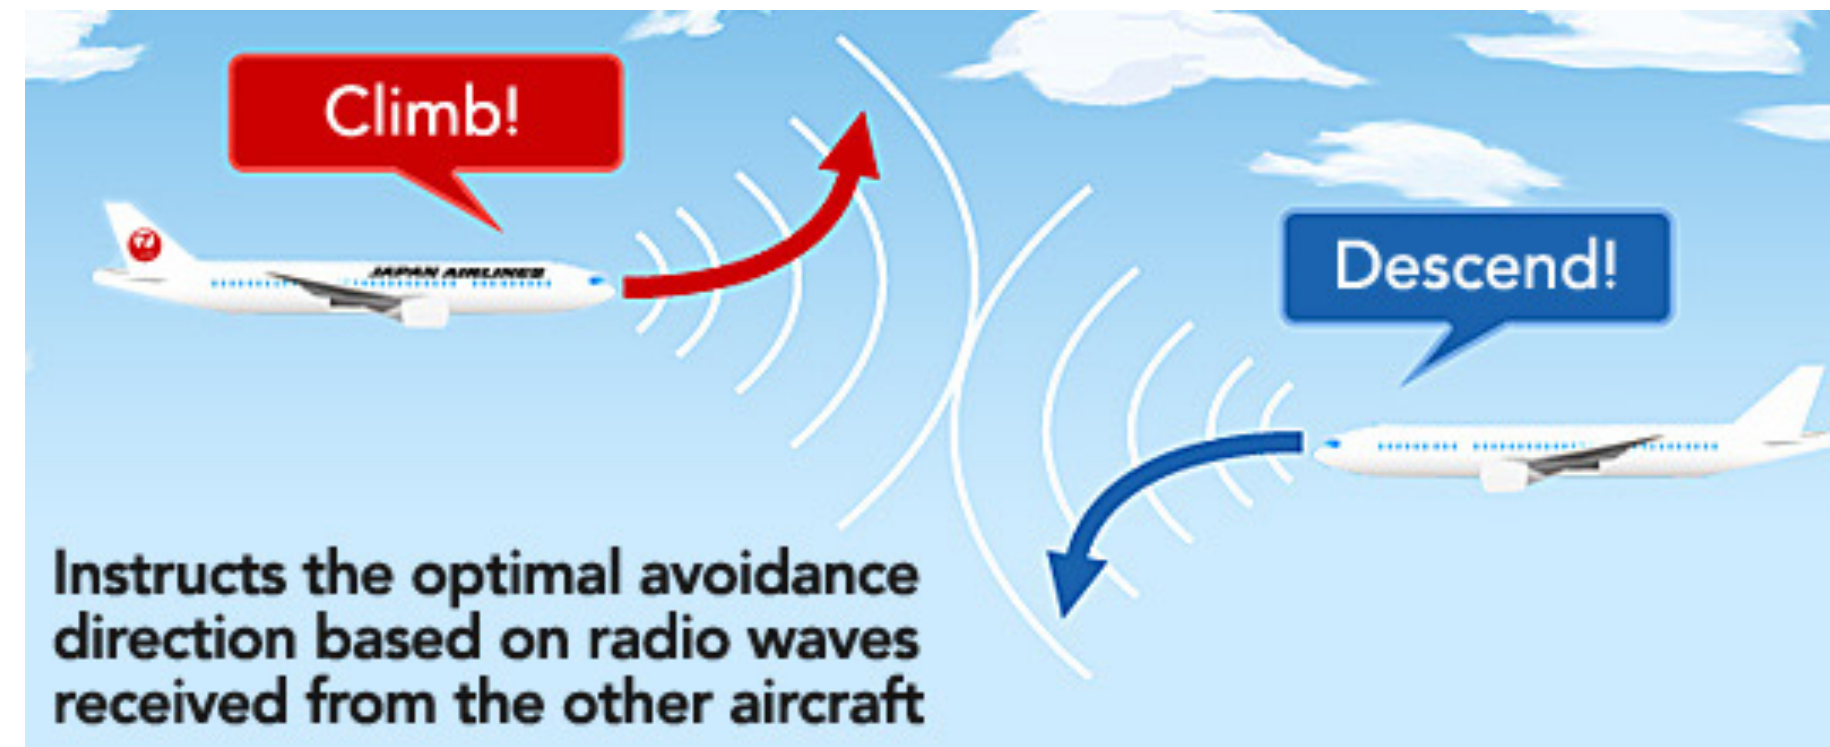 Climb!
JAPAN AIRLINES
Descend!
Instructs the optimal avoidance
direction based on radio waves
received from the other aircraft